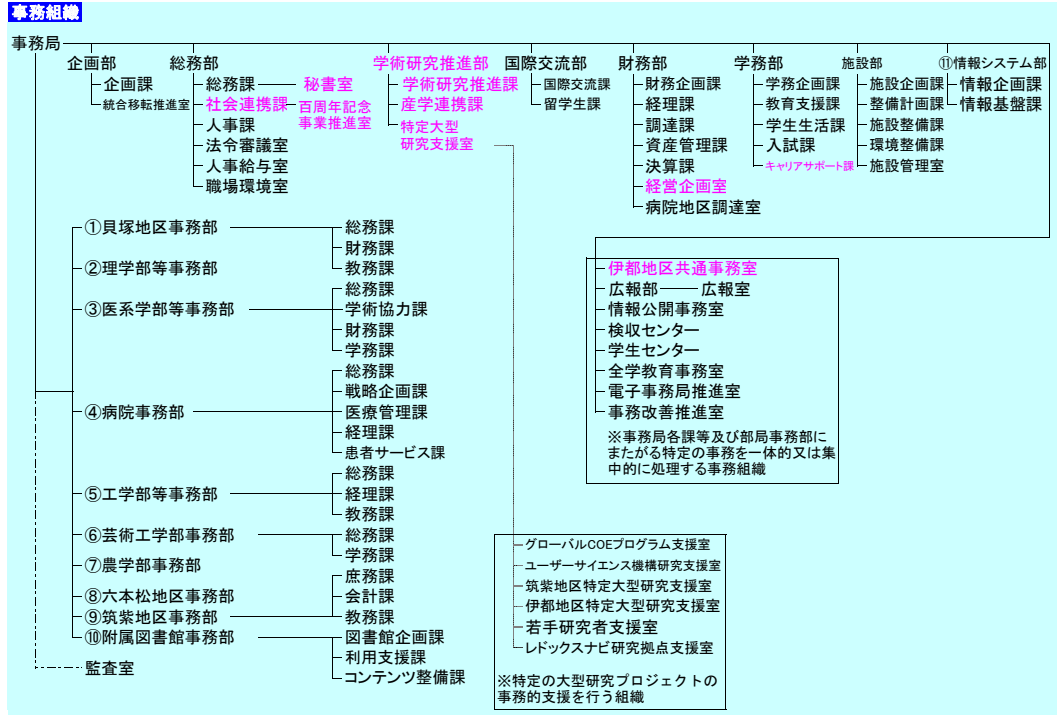 事務組織
事務局
企画部
企画課
統合移転推進室
総務部
総務課
秘書室
社会連携課
百周年記念
事業推進室
人事課
法令審議室
人事給与室
職場環境室
学術研究推進部
学術研究推進課
産学連携課
特定大型
研究支援室
国際交流部
国際交流課
留学生課
財務部
財務企画課
経理課
調達課
資産管理課
決算課
経営企画室
病院地区調達室
学務部
学務企画課
教育支援課
学生生活課
入試課
キャリアサポート課
施設部
施設企画課
整備計画課
施設整備課
環境整備課
施設管理室
⑪情報システム部
情報企画課
情報基盤課
①貝塚地区事務部
総務課
財務課
教務課
②理学部等事務部
③医系学部等事務部
総務課
学術協力課
財務課
学務課
④病院事務部
総務課
戦略企画課
医療管理課
経理課
患者サービス課
⑤工学部等事務部
総務課
経理課
教務課
⑥芸術工学部事務部
総務課
学務課
⑦農学部事務部
⑧六本松地区事務部
⑨筑紫地区事務部
庶務課
会計課
教務課
⑩附属図書館事務部
図書館企画課
利用支援課
コンテンツ整備課
監査室
伊都地区共通事務室
広報部
広報室
情報公開事務室
検収センター
学生センター
全学教育事務室
電子事務局推進室
事務改善推進室
※事務局各課等及び部局事務部に
またがる特定の事務を一体的又は集
中的に処理する事務組織
グローバルCOEプログラム支援室
ユーザーサイエンス機構研究支援室
筑紫地区特定大型研究支援室
伊都地区特定大型研究支援室
若手研究者支援室
レドックスナビ研究拠点支援室
※特定の大型研究プロジェクトの
事務的支援を行う組織